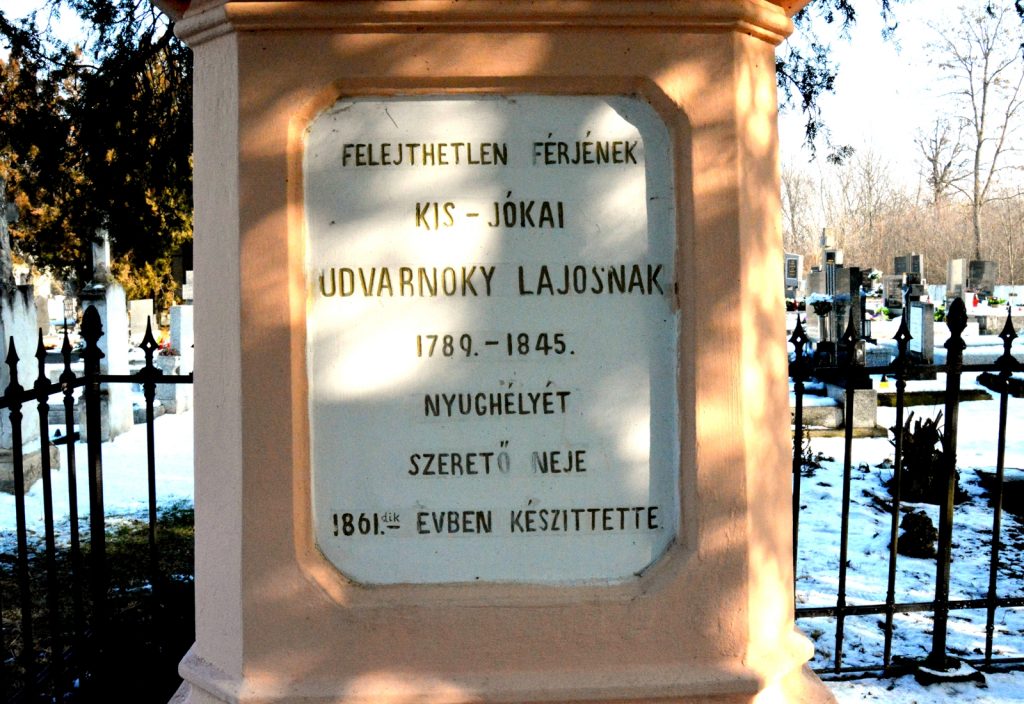 FELEJTHETLEN FÉRJÉNEK
KIS-JÓKAI
UDVARNOKY LAJOSNAK
1789.-1845.
NYUGHÉLYÉT
SZERETŐ NEJE
1861.dik EVBEN KÉSZITTETTE.